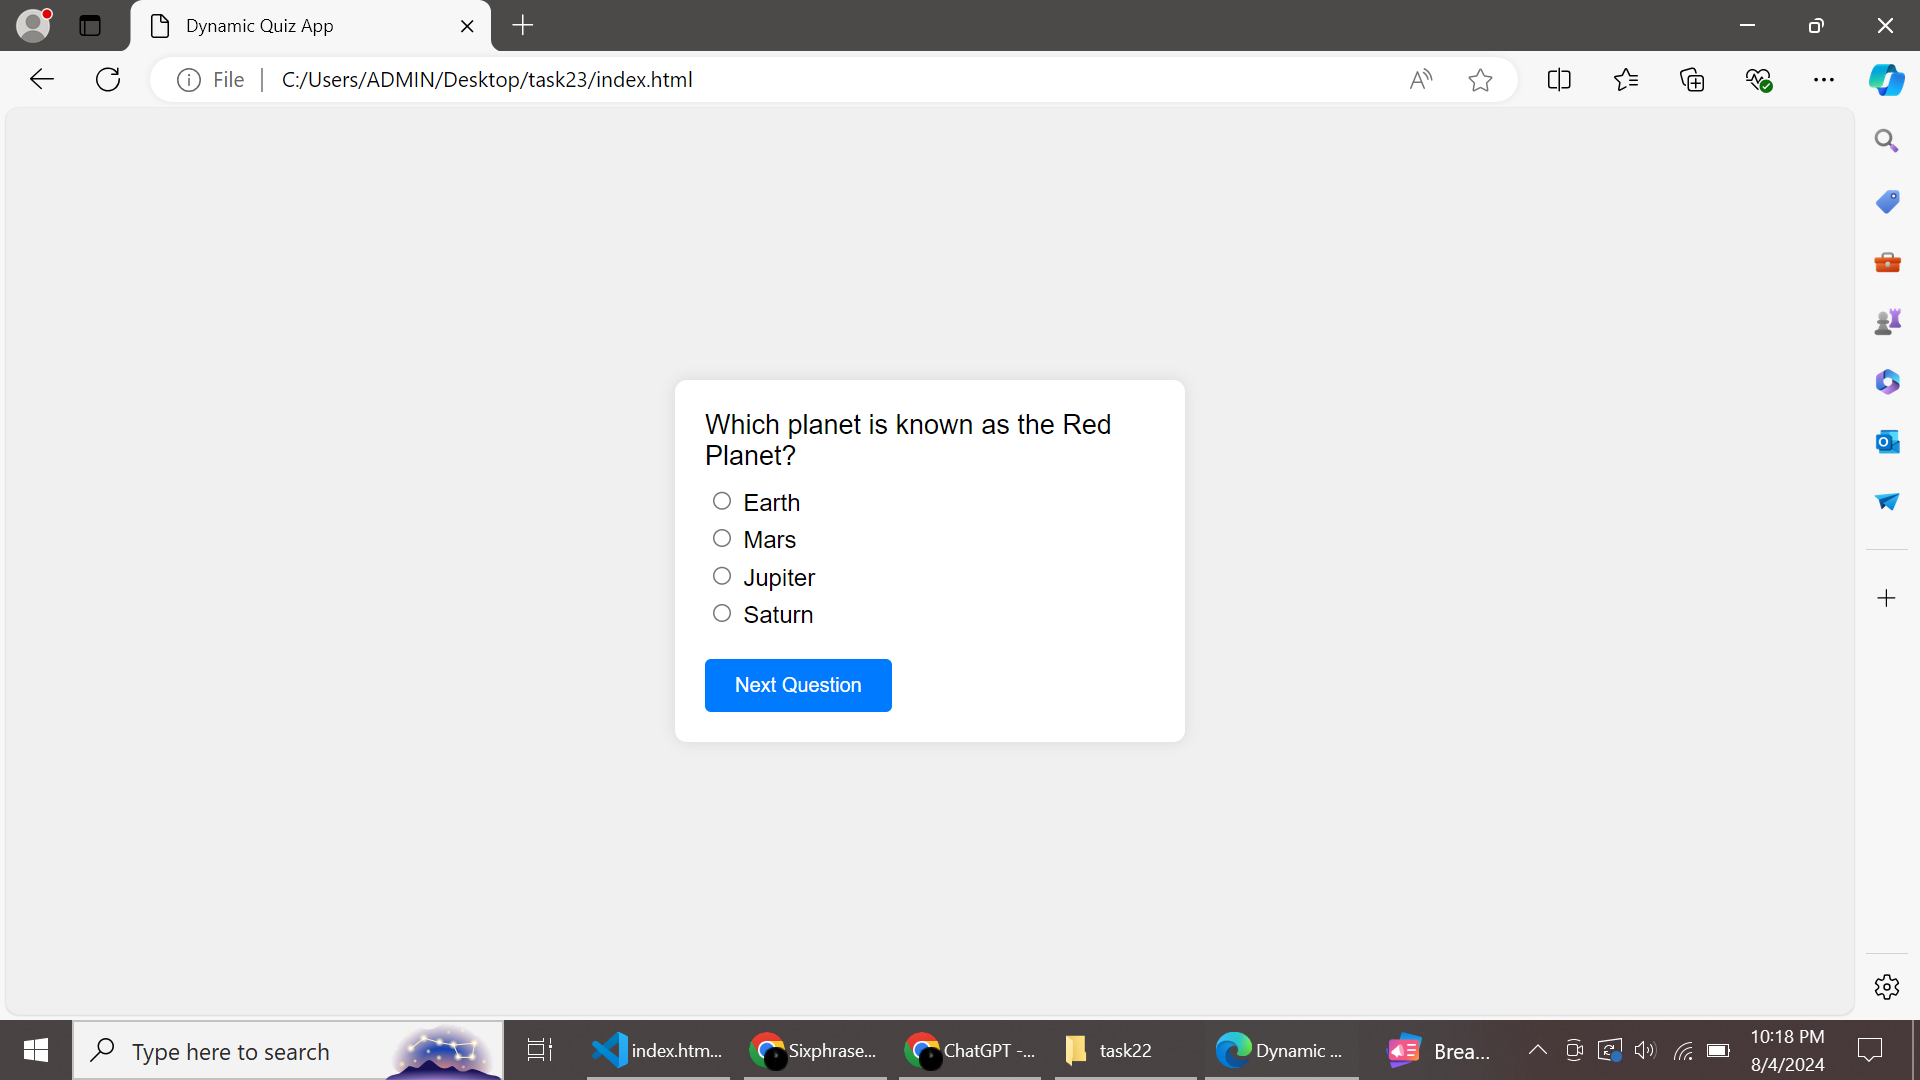 Dynamic Quiz App
File
C:/Users/ADMIN/Desktop/task23/index.html
Which planet is known as the Red
Planet?
Earth
Mars
Jupiter
Saturn
Next Question
Type here to search
index.htm...
Sixphrase...
ChatGPT -...
task22
Dynamic ...
Brea...
10:18 PM
8/4/2024